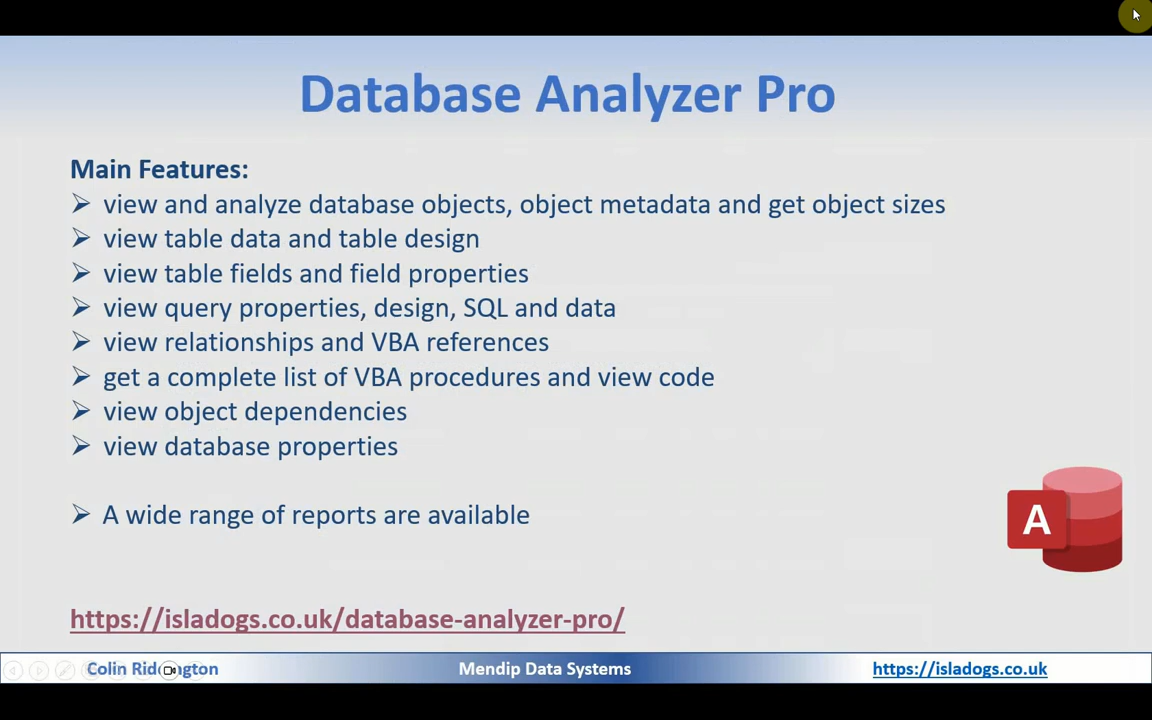 Database Analyzer Pro
Main Features:
➢ view and analyze database objects, object metadata and get object sizes
➢ view table data and table design
➢ view table fields and field properties
➢ view query properties, design, SQL and data
➢ view relationships and VBA references
➢ get a complete list of VBA procedures and view code
➢ view object dependencies
➢ view database properties
➢ A wide range of reports are available
A
https://isladogs.co.uk/database-analyzer-pro/
Colin Mendip Data Systems https://isladogs.co.uk